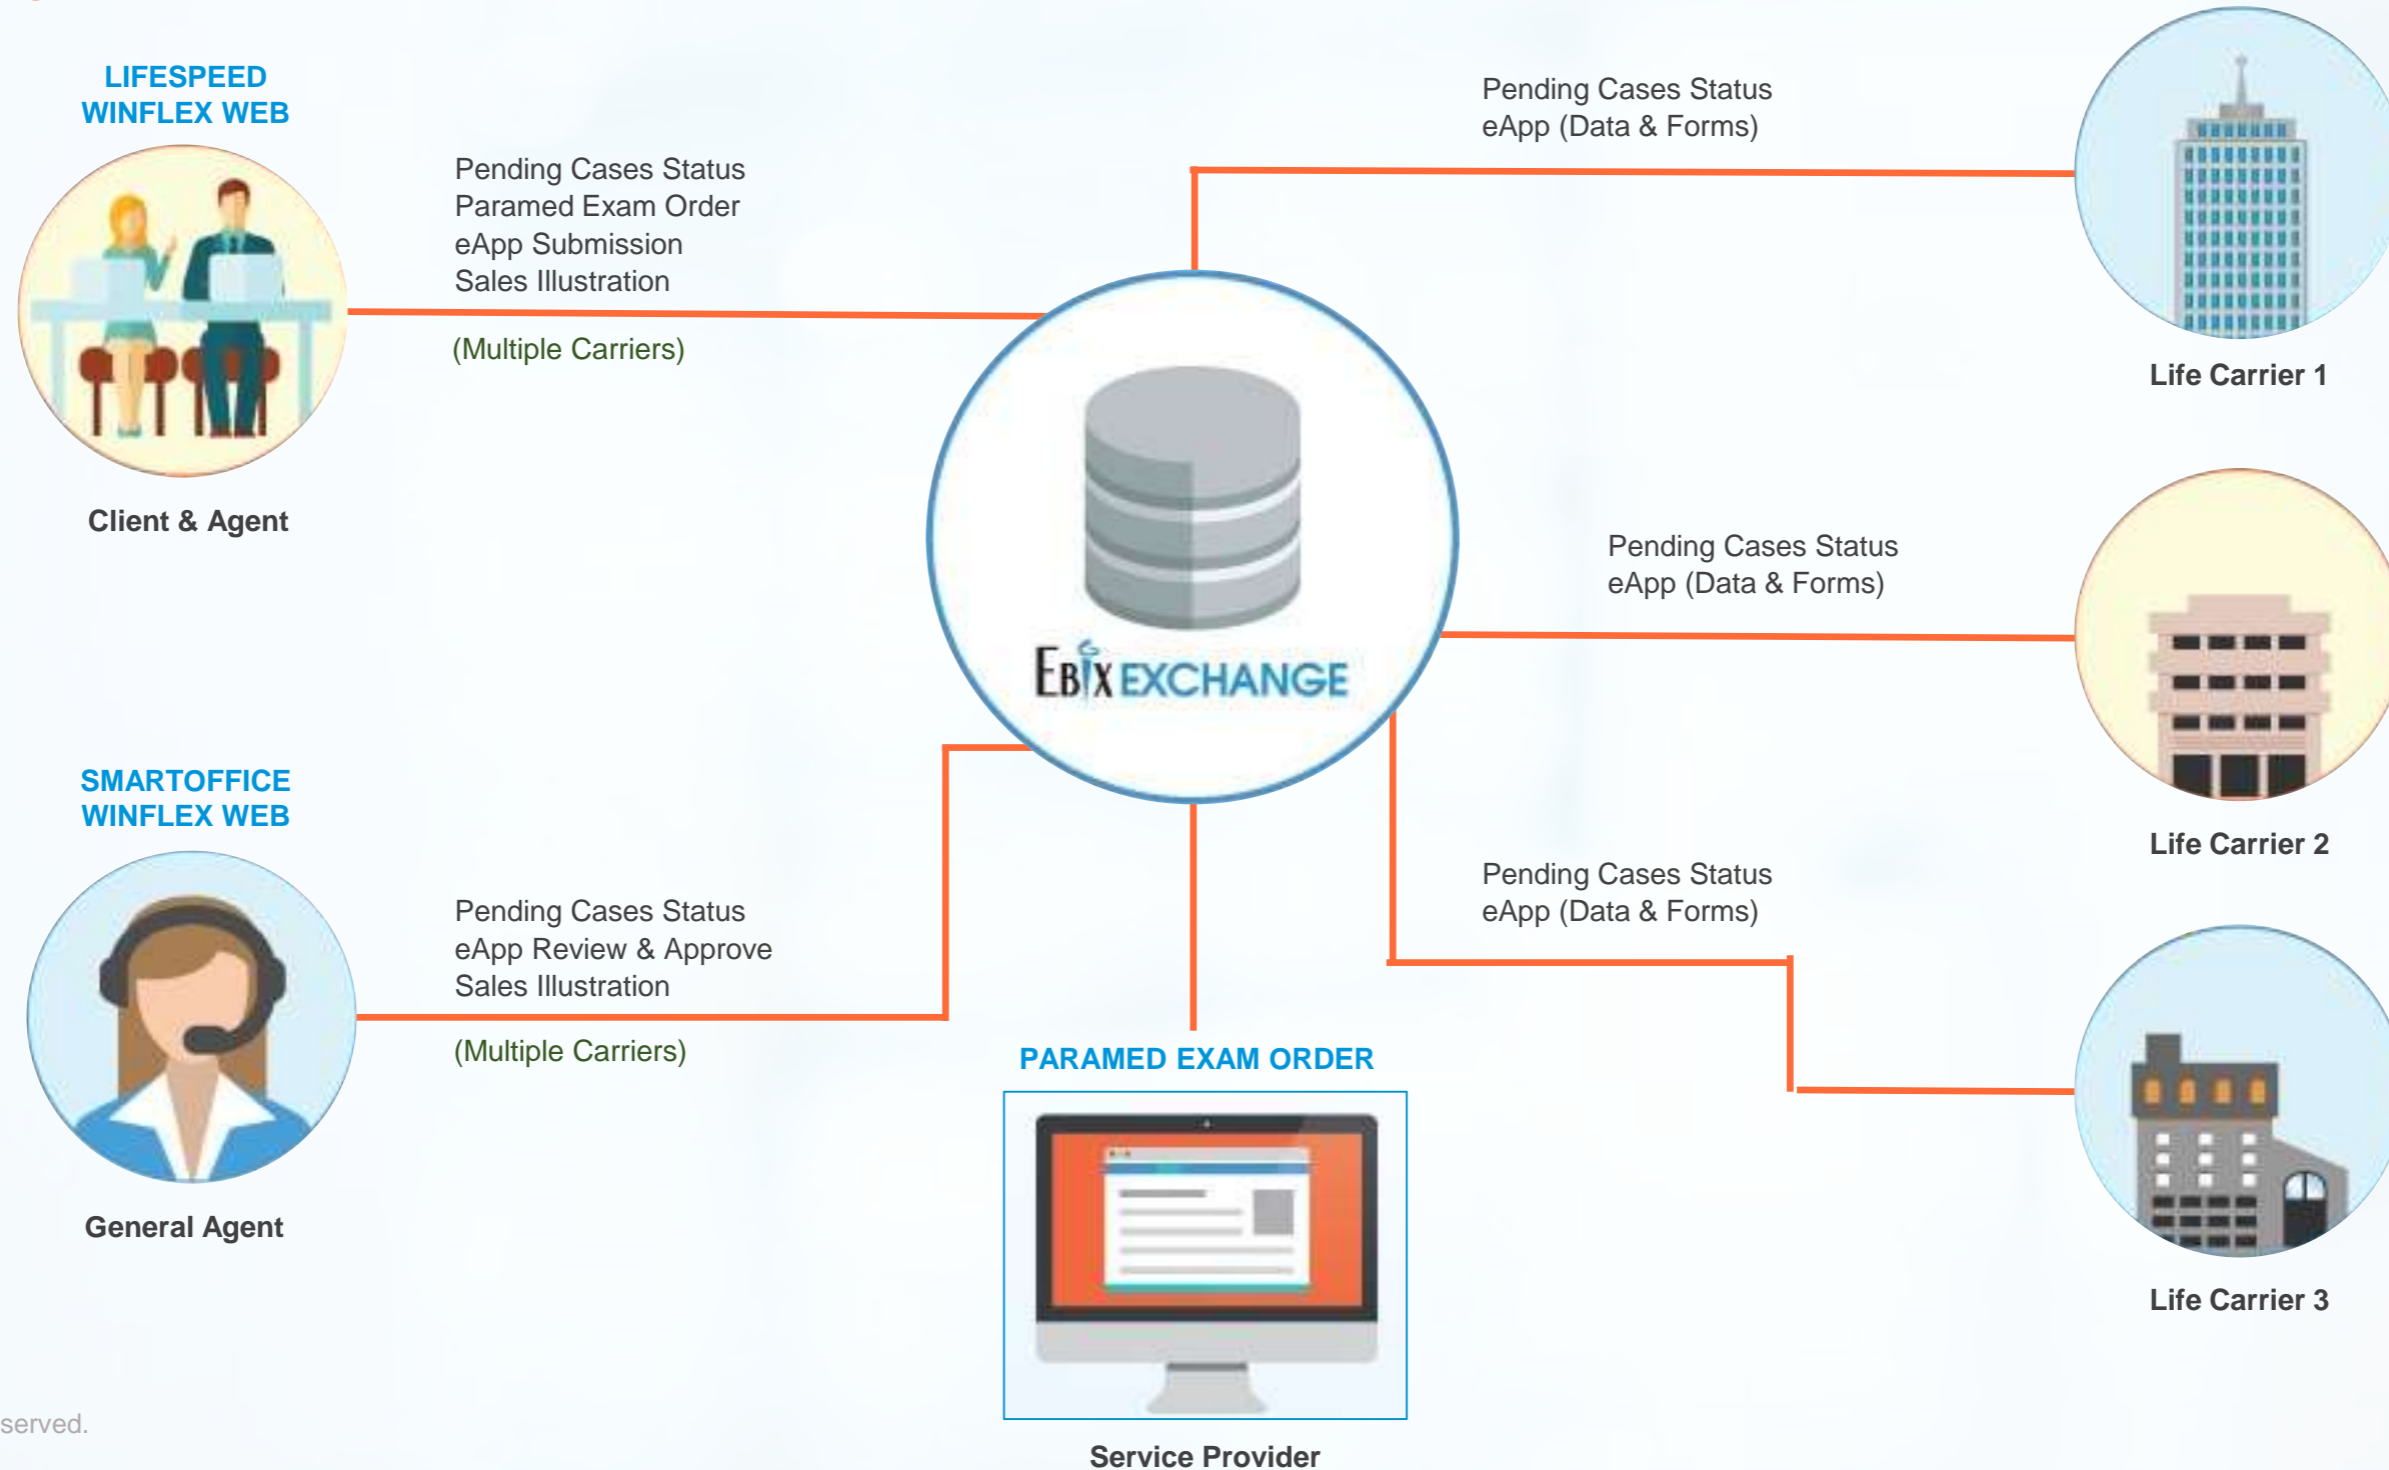 LIFESPEED
WINFLEX WEB
Client & Agent
Pending Cases Status
Paramed Exam Order
eApp Submission
Sales Illustration
(Multiple Carriers)
Pending Cases Status
eApp (Data & Forms)
Life Carrier 1
EBIX EXCHANGE
Pending Cases Status
eApp (Data & Forms)
Life Carrier 2
SMARTOFFICE
WINFLEX WEB
General Agent
Pending Cases Status
eApp Review & Approve
Sales Illustration
(Multiple Carriers)
PARAMED EXAM ORDER
Service Provider
Pending Cases Status
eApp (Data & Forms)
Life Carrier 3
served.